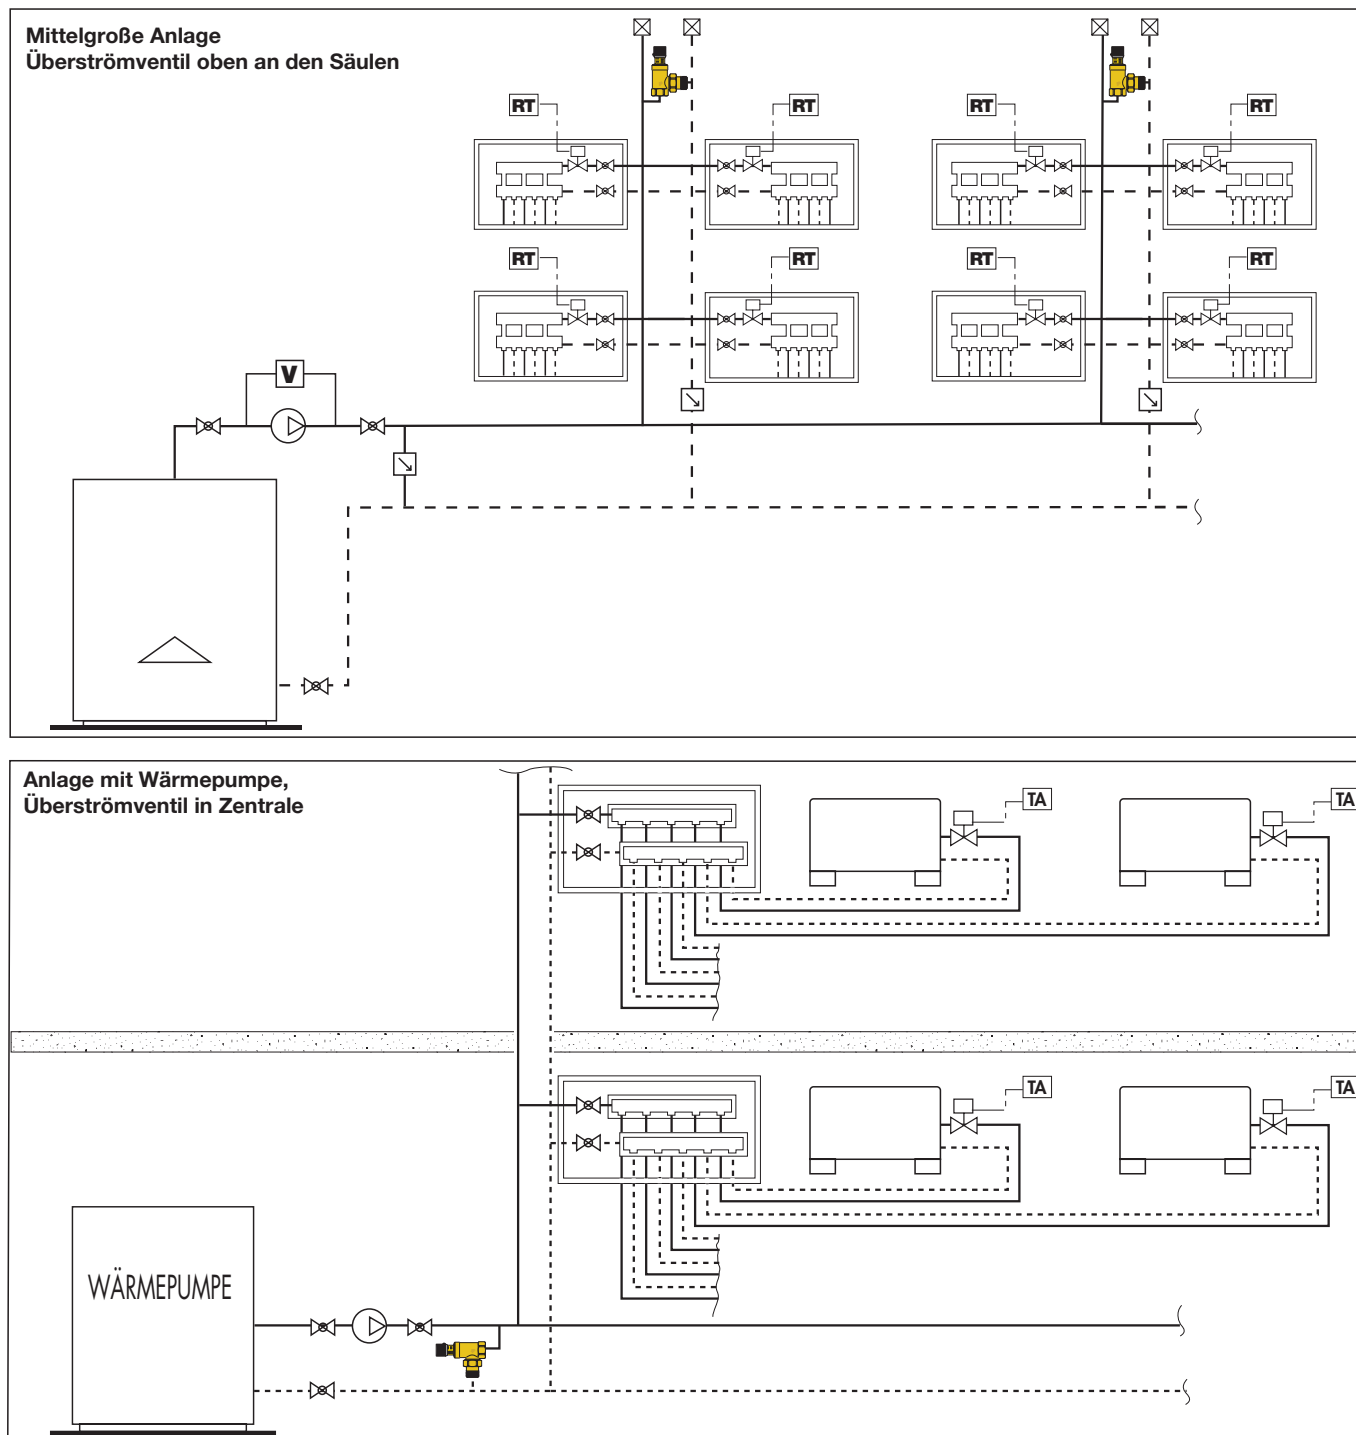 Mittelgroße Anlage
Überströmventil oben an den Säulen
RT RT RT RT
RT RT RT RT
V
Anlage mit Wärmepumpe,
Überströmventil in Zentrale
TA TA
TA TA
WÄRMEPUMPE